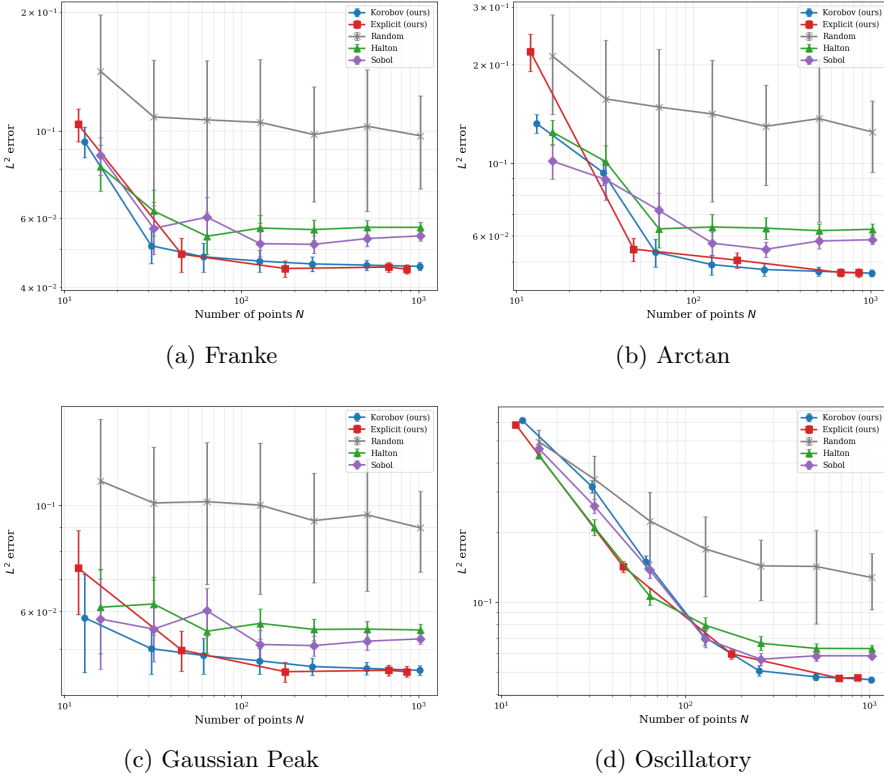 Korobov (ours)
Explicit (ours)
Random
Halton
Sobol
2 × 10⁻¹
10⁻¹
6 × 10⁻²
4 × 10⁻²
L² error
10¹
10²
10³
Number of points N
(a) Franke
Korobov (ours)
Explicit (ours)
Random
Halton
Sobol
3 × 10⁻¹
2 × 10⁻¹
10⁻¹
6 × 10⁻²
L² error
10¹
10²
10³
Number of points N
(b) Arctan
Korobov (ours)
Explicit (ours)
Random
Halton
Sobol
10⁻¹
6 × 10⁻²
L² error
10¹
10²
10³
Number of points N
(c) Gaussian Peak
Korobov (ours)
Explicit (ours)
Random
Halton
Sobol
10⁻¹
L² error
10¹
10²
10³
Number of points N
(d) Oscillatory